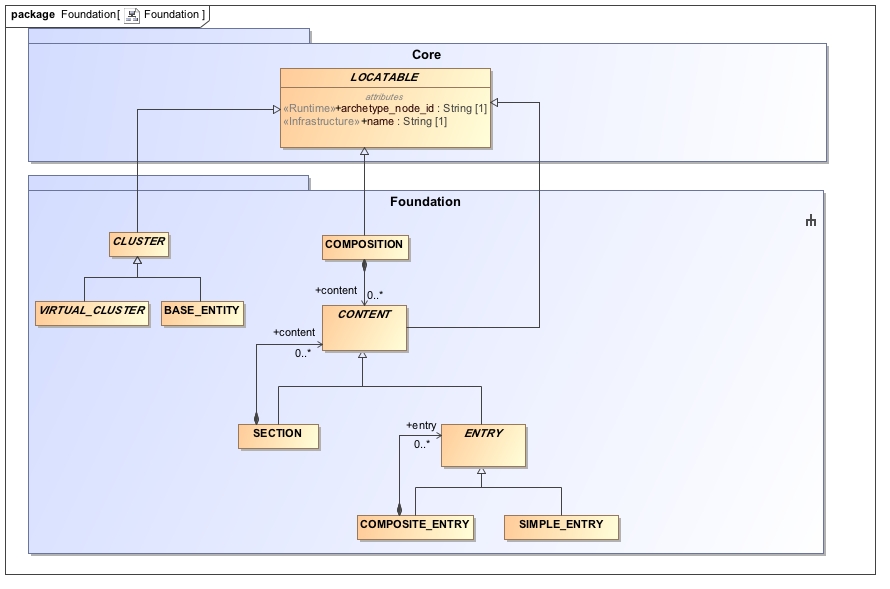 package Foundation[ Foundation ]
Core
LOCATABLE
attributes
«Runtime»+archetype_node_id : String [1]
«Infrastructure»+name : String [1]
Foundation
CLUSTER
COMPOSITION
VIRTUAL_CLUSTER
BASE_ENTITY
+content
0..*
CONTENT
+content
0..*
SECTION
+entry
0..*
ENTRY
COMPOSITE_ENTRY
SIMPLE_ENTRY